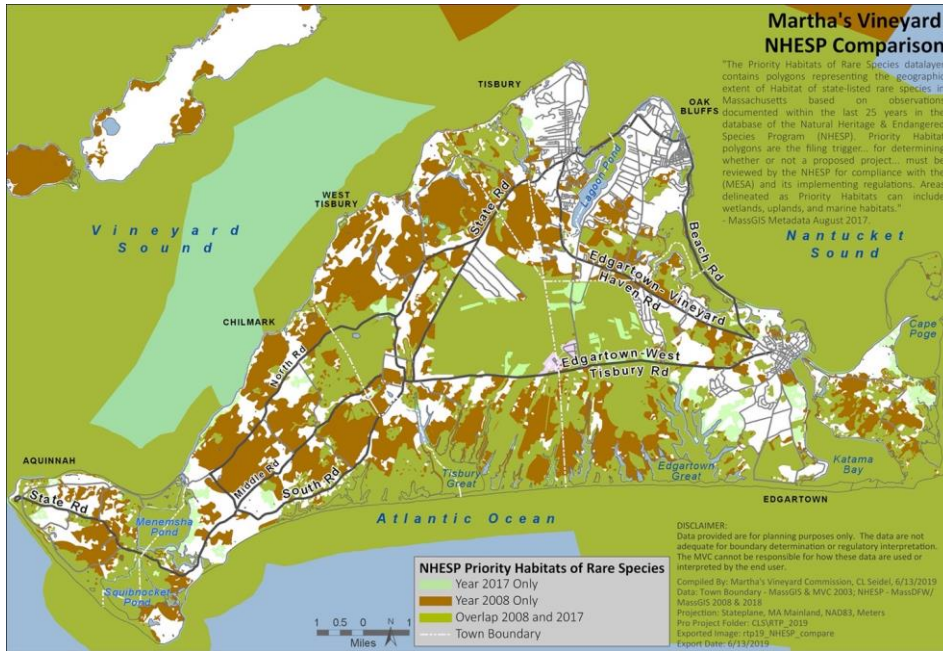 Martha's Vineyard
NHESP Comparison
"The Priority Habitats of Rare Species datalayer
contains polygons representing the geographic
extent of Habitat of state-listed rare species in
Massachusetts based on observations
documented within the last 25 years in the
database of the Natural Heritage & Endangered
Species Program (NHESP). Priority Habitat
polygons are the filing trigger... for determining
whether or not a proposed project... must be
reviewed by the NHESP for compliance with the
(MESA) and its implementing regulations. Areas
delineated as Priority Habitats can include
wetlands, uplands, and marine habitats."
- MassGIS Metadata August 2017.
TISBURY
OAK
BLUFFS
WEST
TISBURY
Lagoon Pond
State Rd
Vineyard
Sound
Nantucket
Sound
Beach Rd
Edgartown-Vineyard
Haven Rd
CHILMARK
Cape
Poge
North Rd
Edgartown-West
Tisbury Rd
Middle Rd
South Rd
AQUINNAH
State Rd
Menemsha
Pond
Tisbury
Great
Edgartown
Great
Katama
Bay
EDGARTOWN
Atlantic Ocean
Squibnocket
Pond
NHESP Priority Habitats of Rare Species
Year 2017 Only
Year 2008 Only
Overlap 2008 and 2017
Town Boundary
1 0.5 0 1
Miles
N
DISCLAIMER:
Data provided are for planning purposes only. The data are not
adequate for boundary determination or regulatory interpretation.
The MVC cannot be responsible for how these data are used or
interpreted by the end user.
Compiled By: Martha's Vineyard Commission, CL Seidel, 6/13/2019
Data: Town Boundary - MassGIS & MVC 2003; NHESP - MassDFW/
MassGIS 2008 & 2018
Projection: Stateplane, MA Mainland, NAD83, Meters
Pro Project Folder: CLS\RTP_2019
Exported Image: rtp19_NHESP_compare
Export Date: 6/13/2019